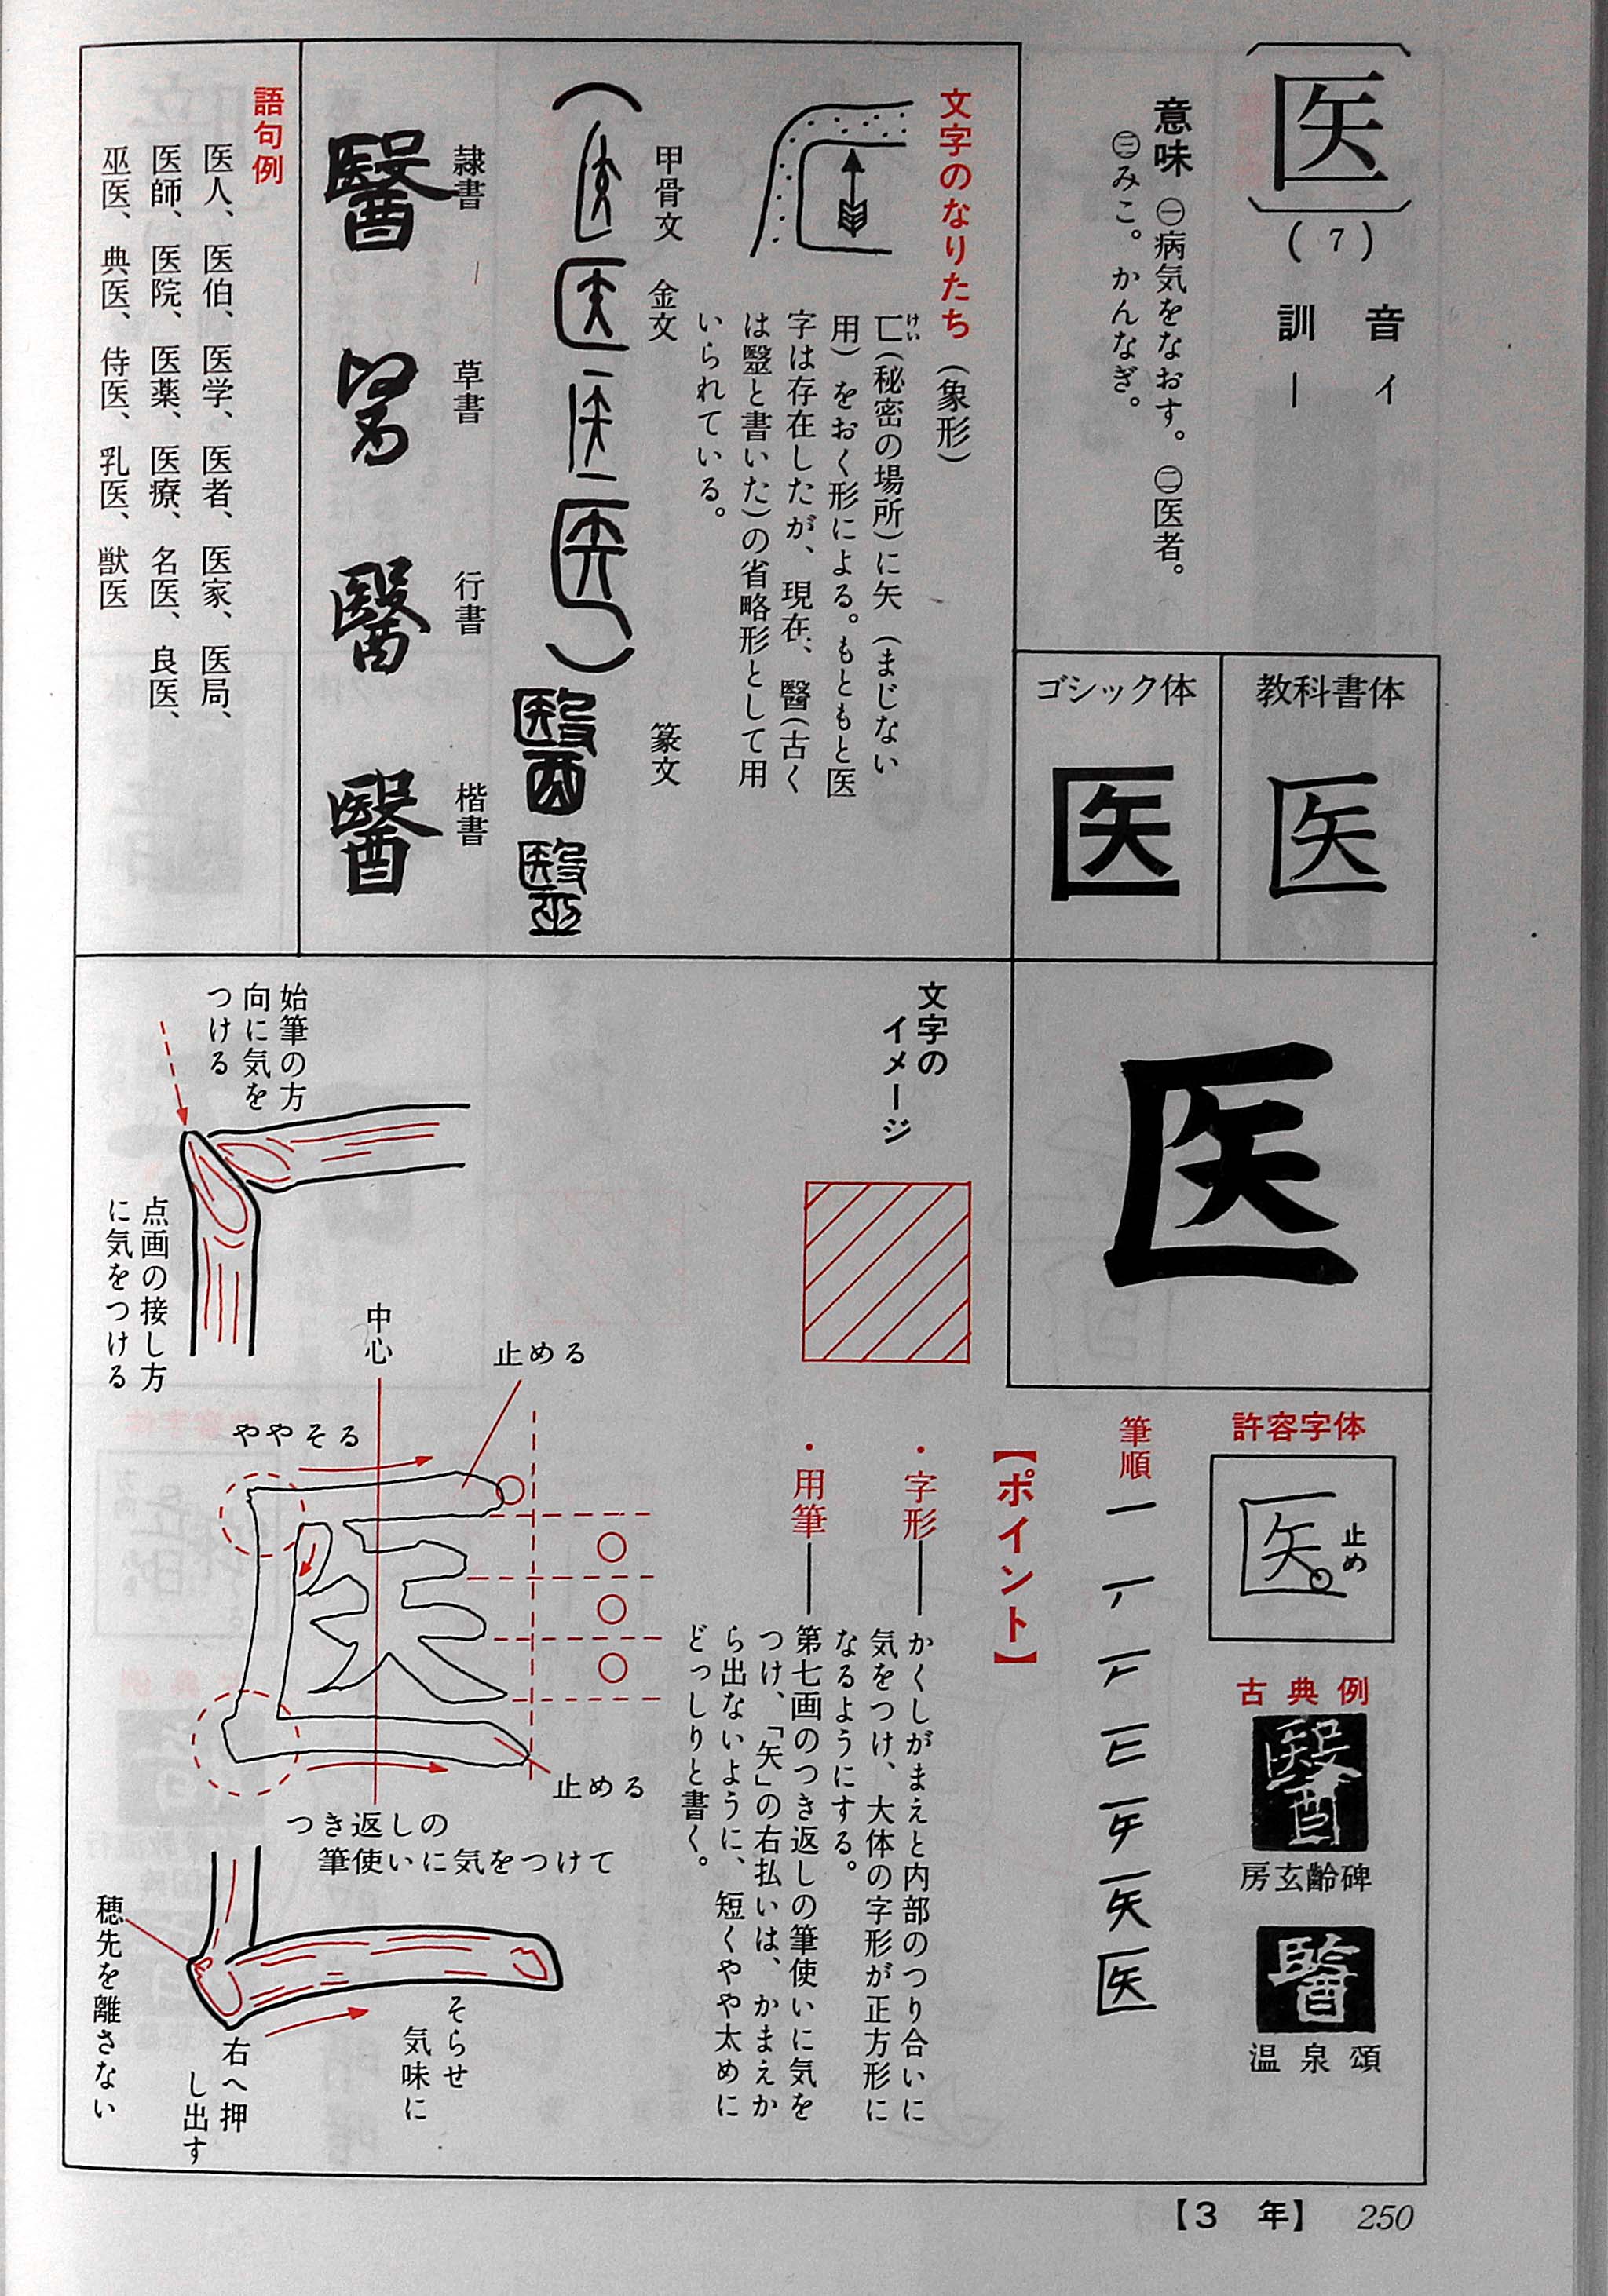 〔医〕(7)
音 イ
訓 ―
意味 ㊀病気をなおす。㊁医者。
㊂みこ。かんなぎ。
教科書体
医
ゴシック体
医
文字のなりたち(象形)
匸(秘密の場所)に矢(まじない
けい
用)をおく形による。もともと医
字は存在したが、現在、醫(古く
は毉と書いた)の省略形として用
いられている。
甲骨文 金文 篆文
隷書 草書 行書 楷書
醫 醫 醫 醫
語句例
医人、医伯、医学、医者、医家、医局、
医師、医院、医薬、医療、名医、良医、
巫医、典医、侍医、乳医、獣医
医
文字の
イメージ
許容字体
医 止め
古典例
醫
房玄齢碑
醫
温泉頌
筆順
医
【ポイント】
・字形―かくしがまえと内部のつり合いに
気をつけ、大体の字形が正方形に
なるようにする。
・用筆―第七画のつき返しの筆使いに気を
つけ、「矢」の右払いは、かまえか
ら出ないように、短くやや太めに
どっしりと書く。
始筆の方
向に気を
つける
点画の接し方
に気をつける
中心
止める
ややそる
止める
つき返しの
筆使いに気をつけて
穂先を離さない
右へ押
し出す
そらせ
気味に
【3 年】 250